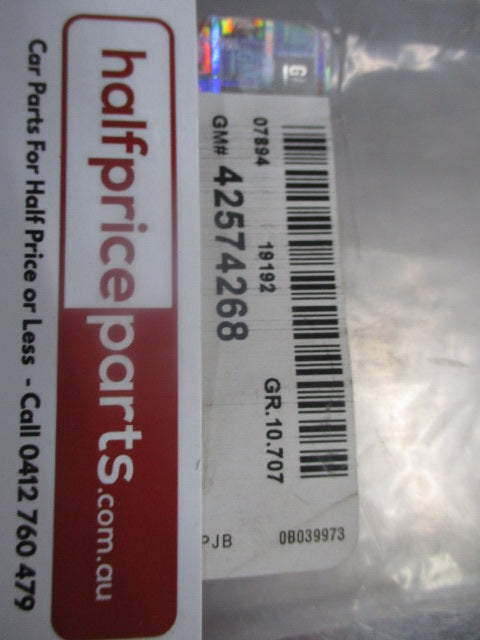 halfpriceparts.com.au
Car Parts For Half Price or Less - Call 0412 760 479
GM
07894 19192 GR.10.707
GM# 42574268
PJB 0B039973